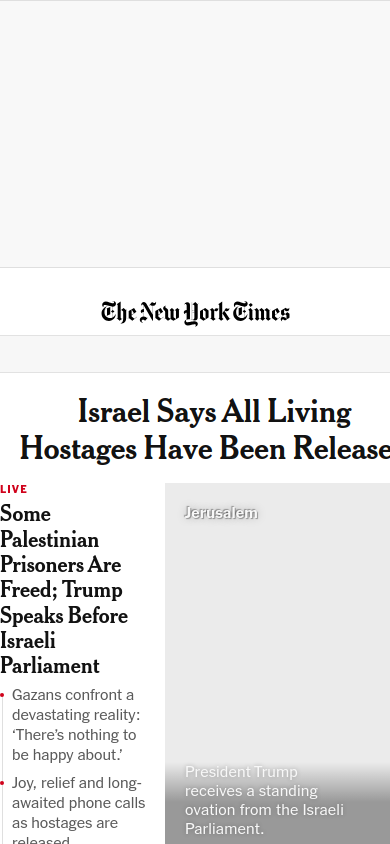 The New York Times
Israel Says All Living
Hostages Have Been Release
LIVE
Some
Palestinian
Prisoners Are
Freed; Trump
Speaks Before
Israeli
Parliament
Gazans confront a
devastating reality:
‘There’s nothing to
be happy about.’
Joy, relief and long-
awaited phone calls
as hostages are
released
Jerusalem
President Trump
receives a standing
ovation from the Israeli
Parliament.